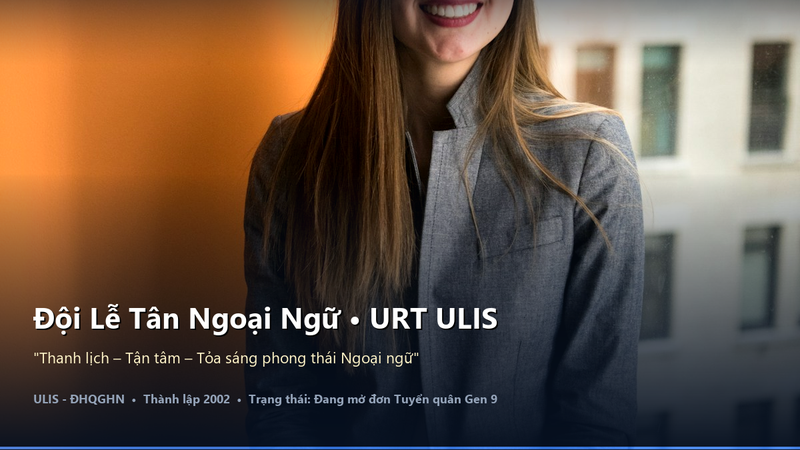 Đội Lễ Tân Ngoại Ngữ • URT ULIS
"Thanh lịch – Tận tâm – Tỏa sáng phong thái Ngoại ngữ"
ULIS - ĐHQGHN • Thành lập 2002 • Trạng thái: Đang mở đơn Tuyển quân Gen 9